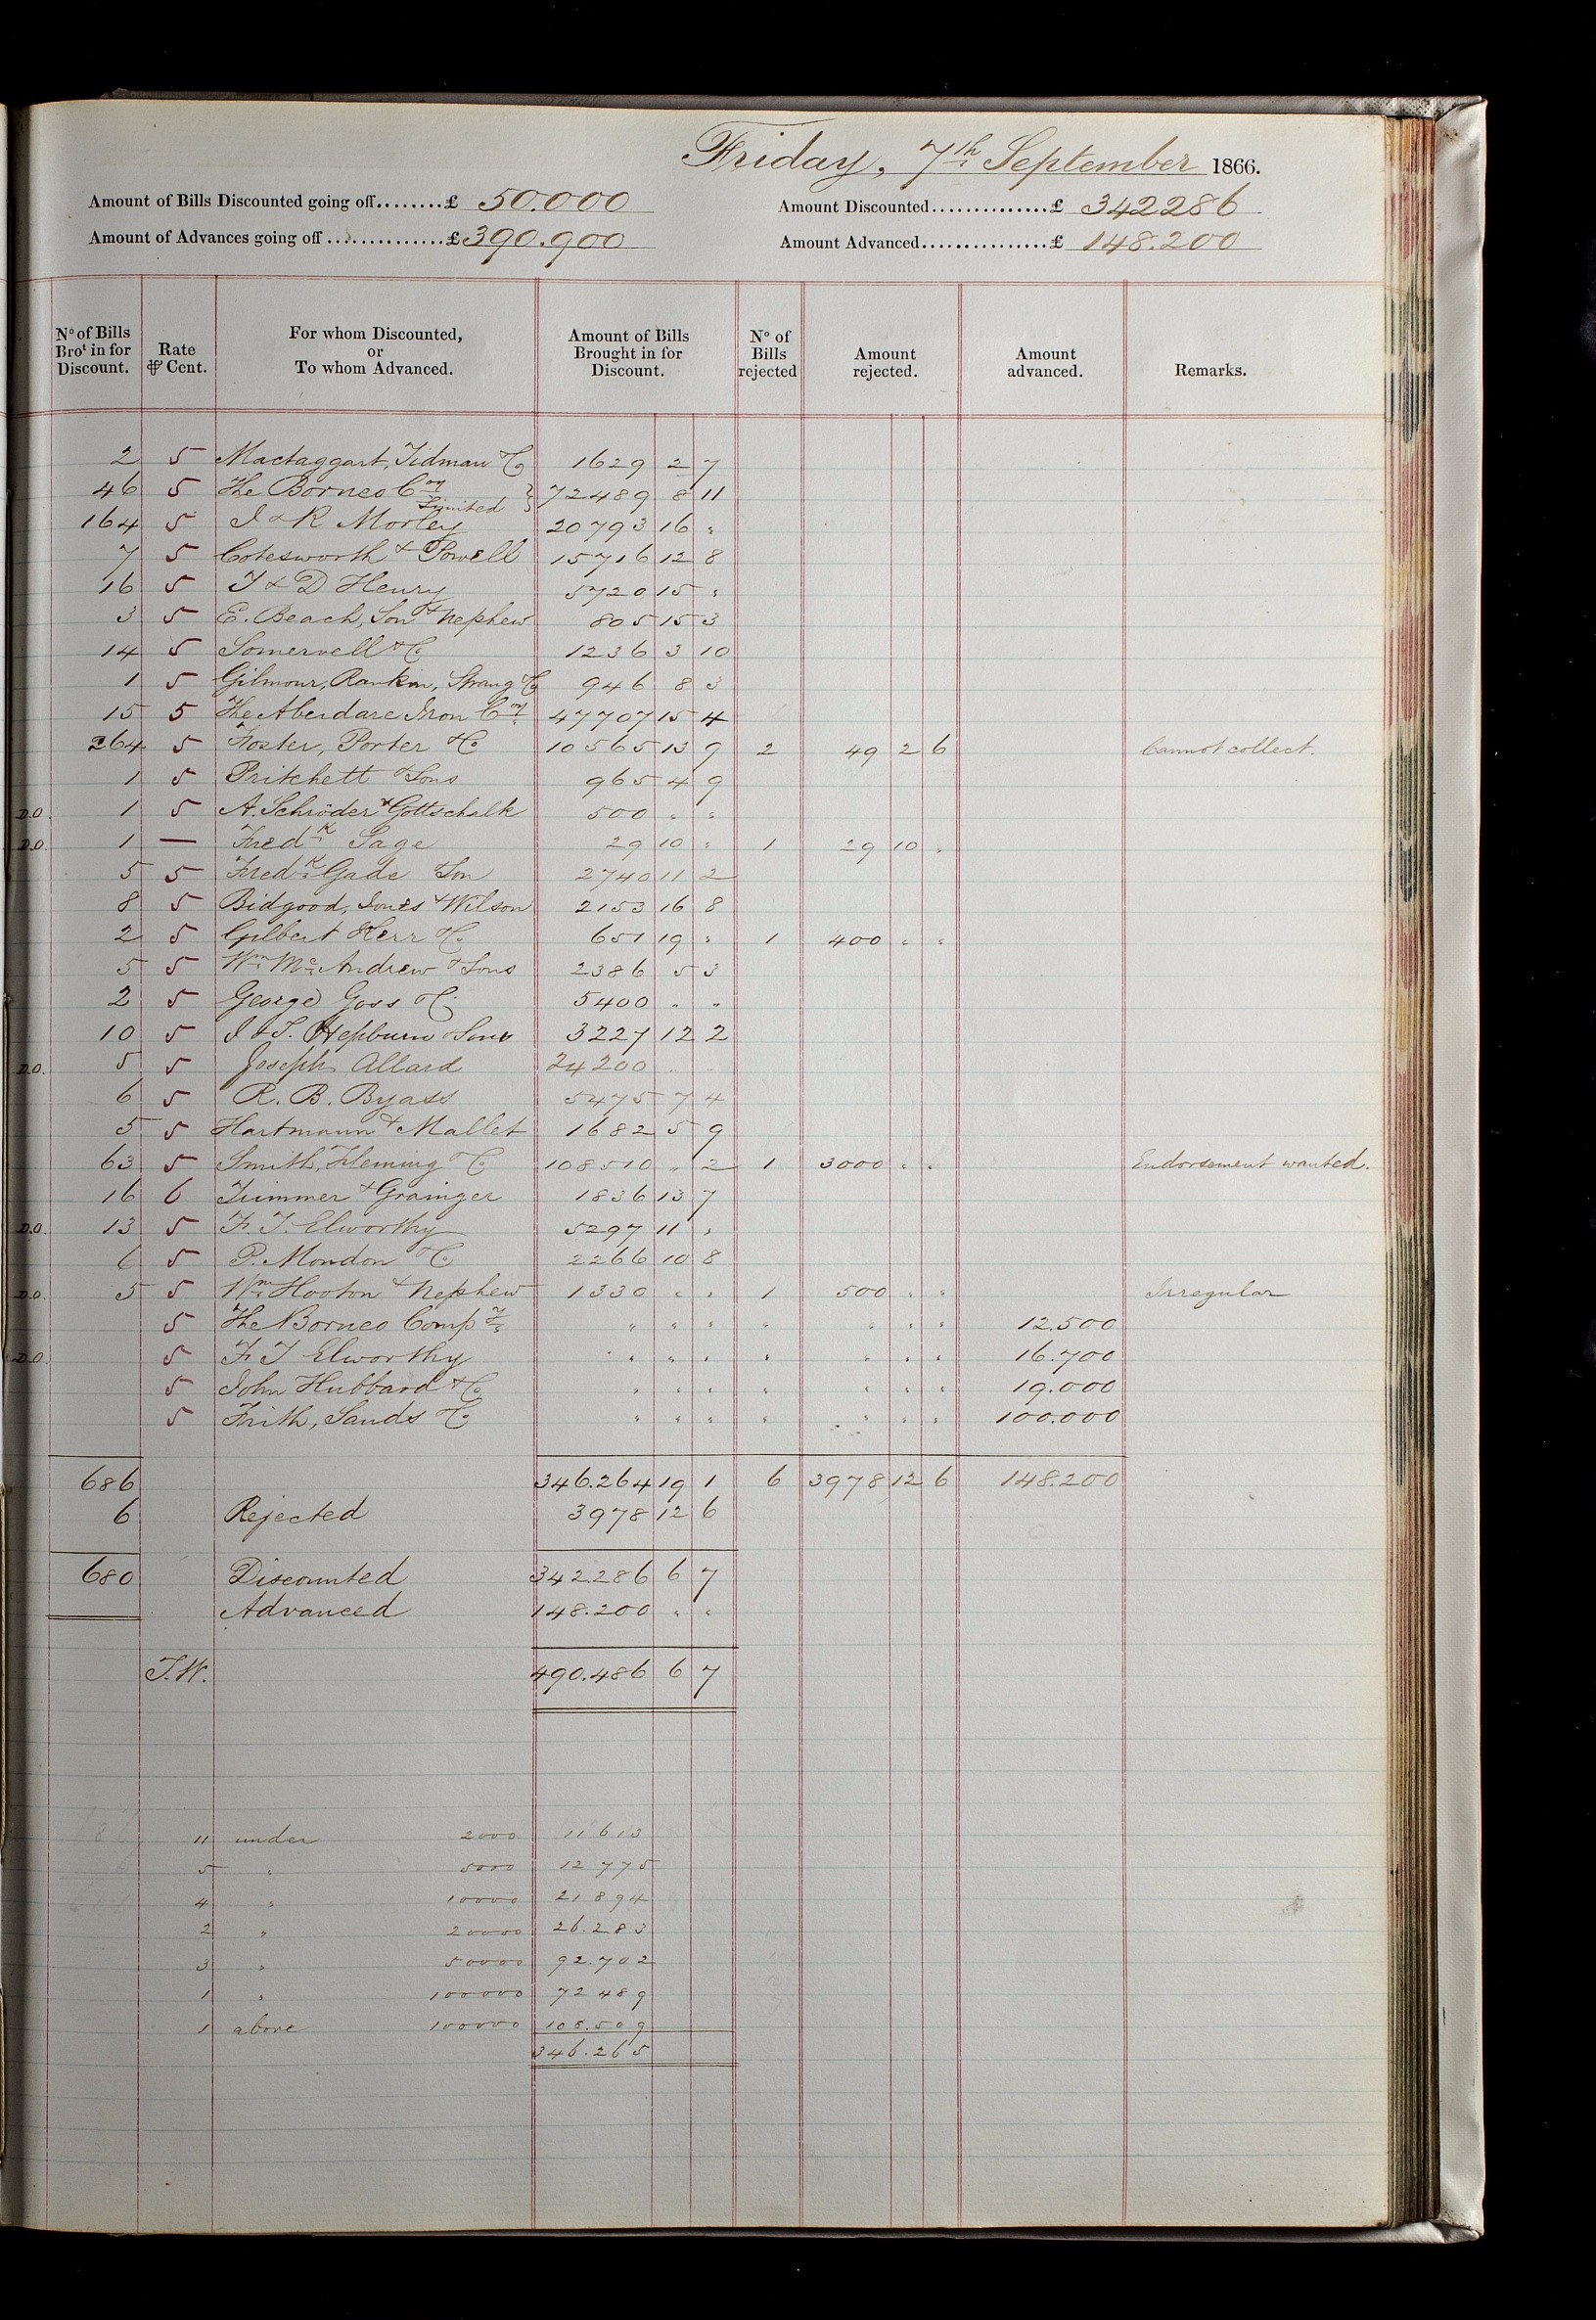 Friday, 7th September 1866.
Amount of Bills Discounted going off........£ 50.000 Amount Discounted..............£ 342286
Amount of Advances going off ..............£ 390.900 Amount Advanced................£ 148.200
No of Bills Brot in for Discount. Rate ⅌ Cent. For whom Discounted, or To whom Advanced. Amount of Bills Brought in for Discount. No of Bills rejected Amount rejected. Amount advanced. Remarks.
2 5 Mactaggart, Tidman & Co 1629 2 7
46 5 The Borneo Coy Limited } 72489 8 11
164 5 I & R Morley 20793 16 "
7 5 Cotesworth & Powell 15716 12 8
16 5 T & D Henry 5720 15 "
3 5 E. Beach, Son & Nephew 805 15 3
14 5 Somervell & Co 1236 3 10
1 5 Gilmour, Rankin, Strang & Co 946 8 3
15 5 The Aberdare Iron Coy. 47707 15 4
264 5 Foster, Porter & Co 10565 13 9 2 49 2 6 Cannot collect.
1 5 Pritchett & Sons 965 4 9
D.O. 1 5 A. Schröder & Gottschalk 500 " "
D.O. 1 — Fredk Sage 29 10 " 1 29 10 "
5 5 Fredk Gade & Son 2740 11 2
8 5 Bidgood, Jones & Wilson 2153 16 8
2 5 Gilbert Kerr & Co 651 19 " 1 400 " "
5 5 Wm McAndrew & Sons 2386 5 3
2 5 George Goss & Co 5400 " "
10 5 J & T. Hepburn & Sons 3227 12 2
D.O. 5 5 Joseph Allard 24200 " "
6 5 R. B. Byass 5475 7 4
5 5 Hartmann & Mallet 1682 5 9
63 5 Smith, Fleming & Co 108510 " 2 1 3000 " " Endorsement wanted.
16 6 Trimmer & Grainger 1836 13 7
D.O. 13 5 F. T. Elworthy 5297 11 "
6 5 P. Mondon & Co 2266 10 8
D.O. 5 5 Wm Hooton & Nephew 1330 " " 1 500 " " Irregular
5 The Borneo Compy. " " " " " " " 12.500
D.O. 5 F T Elworthy " " " " " " " 16.700
5 John Hubbard & Co " " " " " " " 19.000
5 Frith, Sands & Co " " " " " " " 100.000
686 346.264 19 1 6 3978 12 6 148.200
6 Rejected 3978 12 6
680 Discounted 342.286 6 7
Advanced 148.200 " "
T.W. 490.486 6 7
11 under 2000 11613
5 " 5000 12775
4 " 10000 21894
2 " 20000 26.283
3 " 50000 92.702
1 " 100000 72489
1 above 100000 108.509
346.265